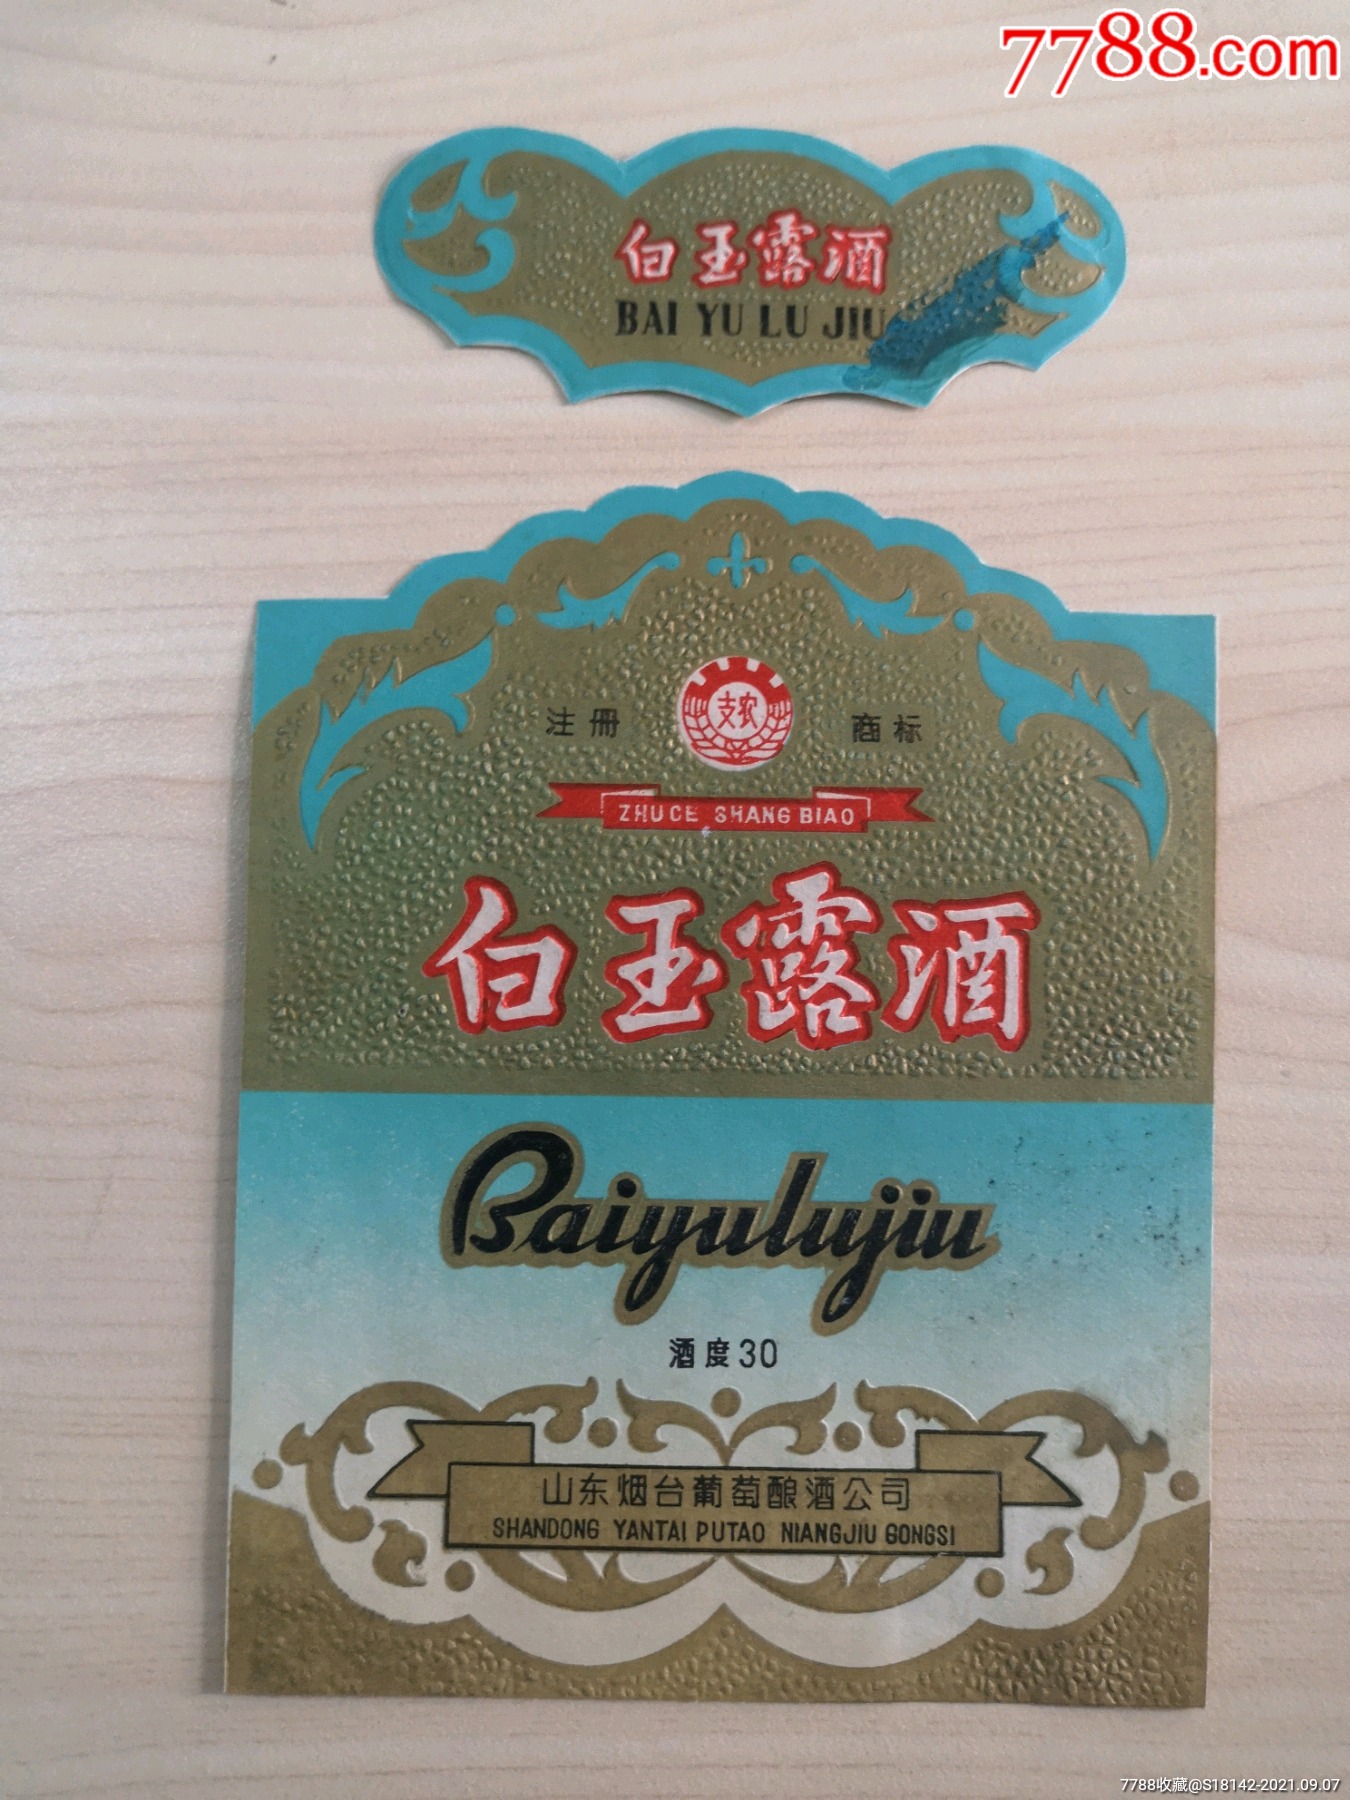 7788.com
白玉露酒
BAI YU LU JIU
支农
注册 商标
ZHUCE SHANG BIAO
白玉露酒
Baiyulujiu
酒度30
山东烟台葡萄酿酒公司
SHANDONG YANTAI PUTAO NIANGJIU GONGSI
7788收藏@S18142-2021.09.07